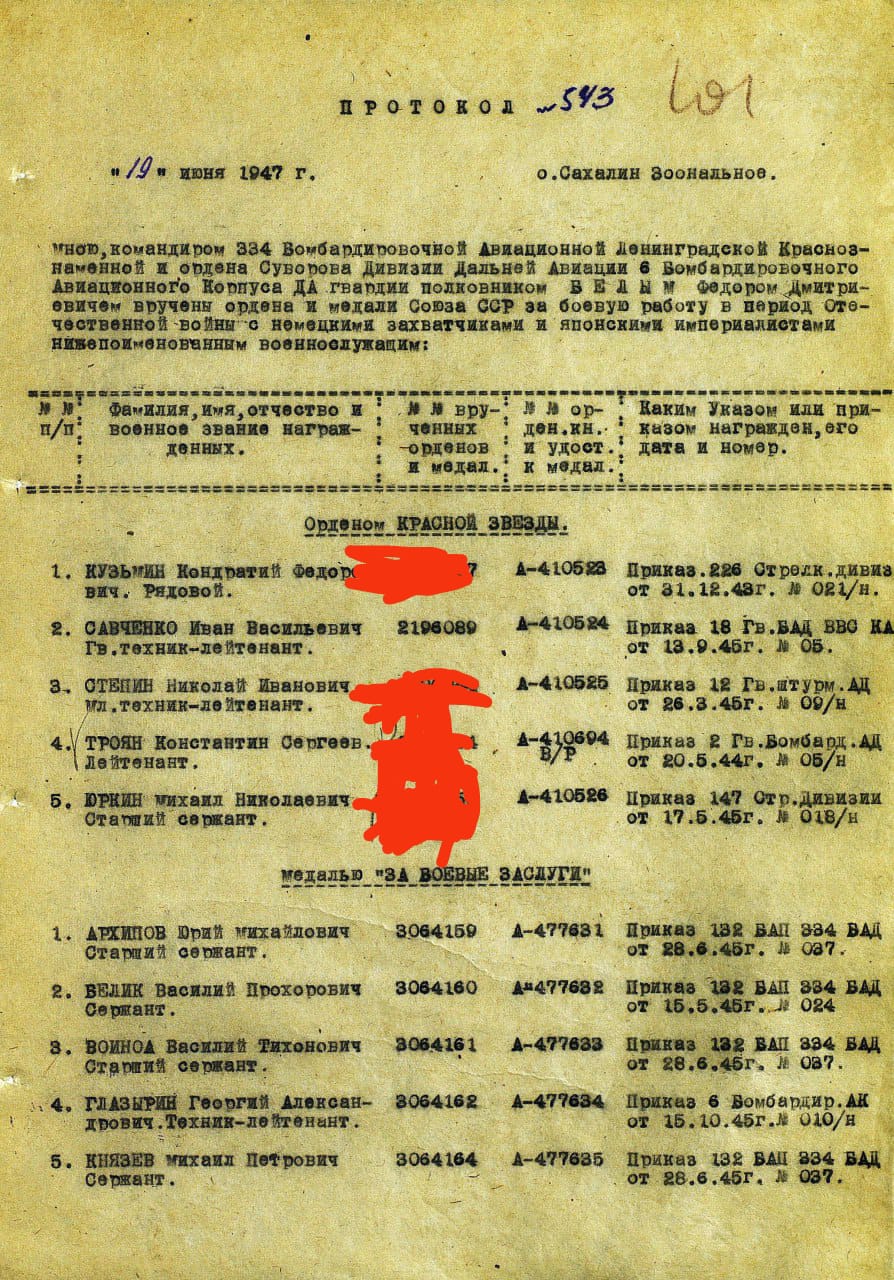 ПРОТОКОЛ № 543
101
"19" июня 1947 г. о.Сахалин Зоональное.
мною, командиром 334 Бомбардировочной Авиационной Ленинградской Красноз-
наменной и ордена Суворова Дивизии Дальней Авиации 6 Бомбардировочного
Авиационного Корпуса ДА гвардии полковником БЕЛЫМ Федором Дмитри-
евичем вручены ордена и медали Союза ССР за боевую работу в период Оте-
чественной войны с немецкими захватчиками и японскими империалистами
нижепоименованным военнослужащим:
№ № Фамилия, имя, отчество и № № вру- № № ор- Каким Указом или при-
п/п военное звание награж- ченных ден.кн. казом награжден, его
денных. орденов и удост. дата и номер.
и медал. к медал.
Орденом КРАСНОЙ ЗВЕЗДЫ.
1. КУЗЬМИН Кондратий Федоро 7 А-410523 Приказ.226 Стрелк.дивиз
вич. Рядовой. от 31.12.43г. № 021/н.
2. САВЧЕНКО Иван Васильевич 2196089 А-410524 Приказ 18 Гв.БАД ВВС КА
Гв.техник-лейтенант. от 13.9.45г. № 05.
3. СТЕПИН Николай Иванович А-410525 Приказ 12 Гв.штурм.АД
мл.техник-лейтенант. от 26.3.45г. № 09/н
4. ТРОЯН Константин Сергеев. А-410694 Приказ 2 Гв.Бомбард.АД
Лейтенант. В/Р от 20.5.44г. № 05/н
5. ЮРКИН михаил Николаевич А-410526 Приказ 147 Стр.Дивизии
Старший сержант. от 17.5.45г. № 018/н
медалью "ЗА БОЕВЫЕ ЗАСЛУГИ"
1. АРХИПОВ Юрий михайлович 3064159 А-477631 Приказ 132 БАП 334 БАД
Старший сержант. от 28.6.45г. № 037.
2. БЕЛИК Василий Прохорович 3064160 А-477632 Приказ 132 БАП 334 БАД
Сержант. от 15.5.45г. № 024
3. ВОИНОА Василий Тихонович 3064161 А-477633 Приказ 132 БАП 334 БАД
Старший сержант. от 28.6.45г. № 037.
4. ГЛАЗЫРИН Георгий Алексан- 3064162 А-477634 Приказ 6 Бомбардир.АК
дрович.Техник-лейтенант. от 15.10.45г.№ 010/н
5. КНЯЗЕВ михаил Петрович 3064164 А-477635 Приказ 132 БАП 334 БАД
Сержант. от 28.6.45г. № 037.